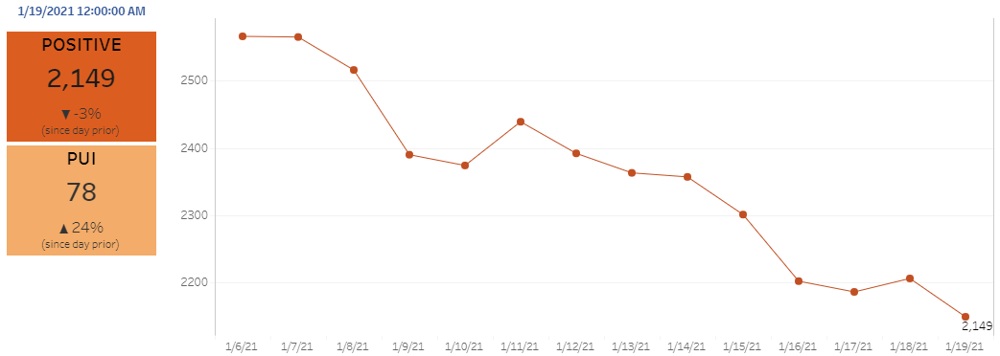 1/19/2021 12:00:00 AM
POSITIVE
2,149
▼ -3%
(since day prior)
PUI
78
▲ 24%
(since day prior)
2500
2400
2300
2200
2,149
1/6/21 1/7/21 1/8/21 1/9/21 1/10/21 1/11/21 1/12/21 1/13/21 1/14/21 1/15/21 1/16/21 1/17/21 1/18/21 1/19/21